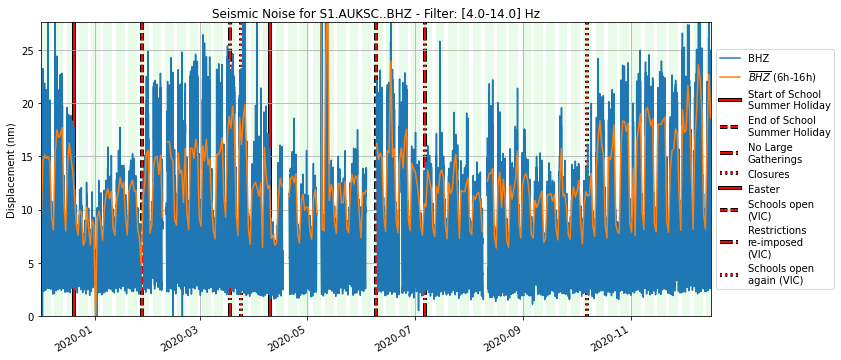 Seismic Noise for S1.AUKSC..BHZ - Filter: [4.0-14.0] Hz
Displacement (nm)
25
20
15
10
5
0
2020-01
2020-03
2020-05
2020-07
2020-09
2020-11
BHZ
BHZ (6h-16h)
Start of School
Summer Holiday
End of School
Summer Holiday
No Large
Gatherings
Closures
Easter
Schools open
(VIC)
Restrictions
re-imposed
(VIC)
Schools open
again (VIC)